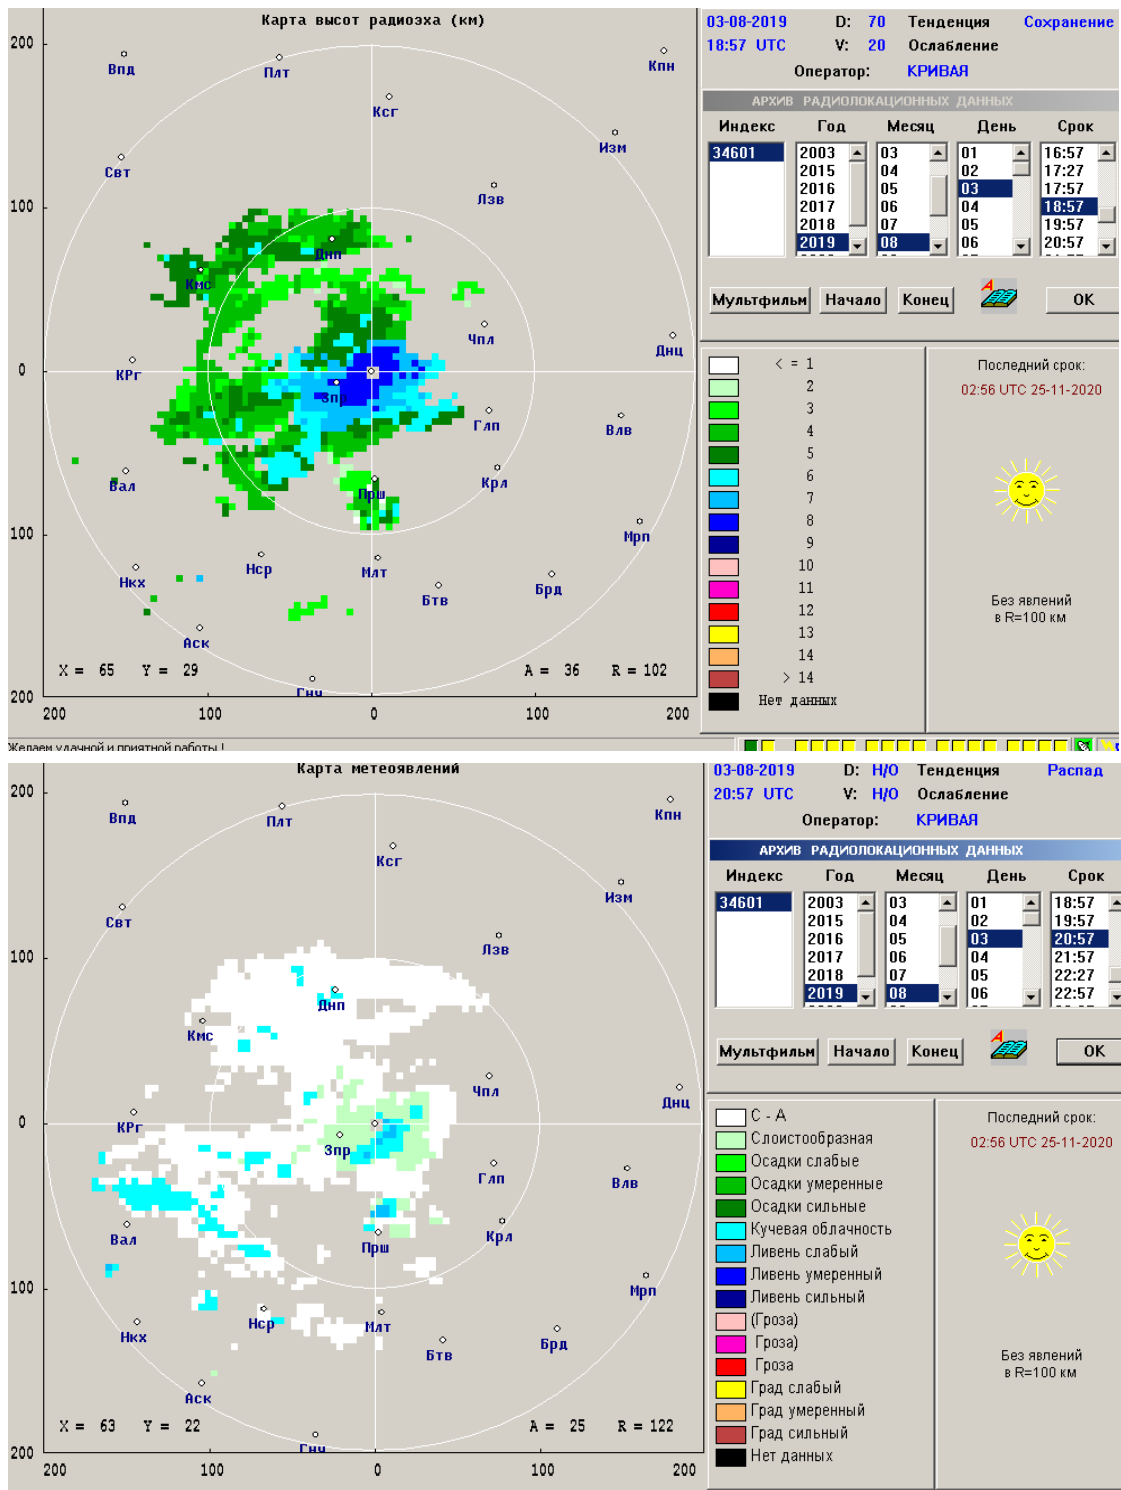 Карта высот радиоэха (км)
03-08-2019 D: 70 Тенденция Сохранение
18:57 UTC V: 20 Ослабление
Оператор: КРИВАЯ
АРХИВ РАДИОЛОКАЦИОННЫХ ДАННЫХ
Индекс Год Месяц День Срок
34601 2003 03 01 16:57
2015 04 02 17:27
2016 05 03 17:57
2017 06 04 18:57
2018 07 05 19:57
2019 08 06 20:57
Мультфильм Начало Конец OK
200
Впд Плт Кпн
Ксг
Изм
Свт
Лзв
100
Днп
Кмс
Чпл
Днц
0
КРг
Зпр
Глп
Влв
Вал
Прш
Крл
100
Мрп
Нкх
Нср
Млт
Бтв
Брд
Аск
X = 65 Y = 29 A = 36 R = 102
Гнч
200
200 100 0 100 200
< = 1
2
3
4
5
6
7
8
9
10
11
12
13
14
> 14
Нет данных
Последний срок:
02:56 UTC 25-11-2020
Без явлений
в R=100 км
Желаем удачной и приятной работы !
Карта метеоявлений
03-08-2019 D: Н/О Тенденция Распад
20:57 UTC V: Н/О Ослабление
Оператор: КРИВАЯ
АРХИВ РАДИОЛОКАЦИОННЫХ ДАННЫХ
Индекс Год Месяц День Срок
34601 2003 03 01 18:57
2015 04 02 19:57
2016 05 03 20:57
2017 06 04 21:57
2018 07 05 22:27
2019 08 06 22:57
Мультфильм Начало Конец OK
200
Впд Плт Кпн
Ксг
Изм
Свт
Лзв
100
Днп
Кмс
Чпл
Днц
0
КРг
Зпр
Глп
Влв
Вал
Прш
Крл
100
Мрп
Нкх
Нср
Млт
Бтв
Брд
Аск
X = 63 Y = 22 A = 25 R = 122
Гнч
200
200 100 0 100 200
С - А
Слоистообразная
Осадки слабые
Осадки умеренные
Осадки сильные
Кучевая облачность
Ливень слабый
Ливень умеренный
Ливень сильный
(Гроза)
Гроза)
Гроза
Град слабый
Град умеренный
Град сильный
Нет данных
Последний срок:
02:56 UTC 25-11-2020
Без явлений
в R=100 км